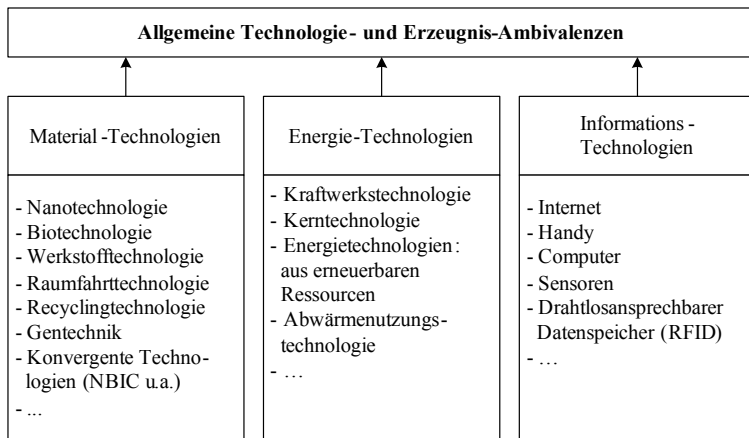 Allgemeine Technologie- und Erzeugnis-Ambivalenzen
Material-Technologien
- Nanotechnologie
- Biotechnologie
- Werkstofftechnologie
- Raumfahrttechnologie
- Recyclingtechnologie
- Gentechnik
- Konvergente Techno-
logien (NBIC u.a.)
- ...
Energie-Technologien
- Kraftwerkstechnologie
- Kerntechnologie
- Energietechnologien:
aus erneuerbaren
Ressourcen
- Abwärmenutzungs-
technologie
- …
Informations-
Technologien
- Internet
- Handy
- Computer
- Sensoren
- Drahtlosansprechbarer
Datenspeicher (RFID)
- …